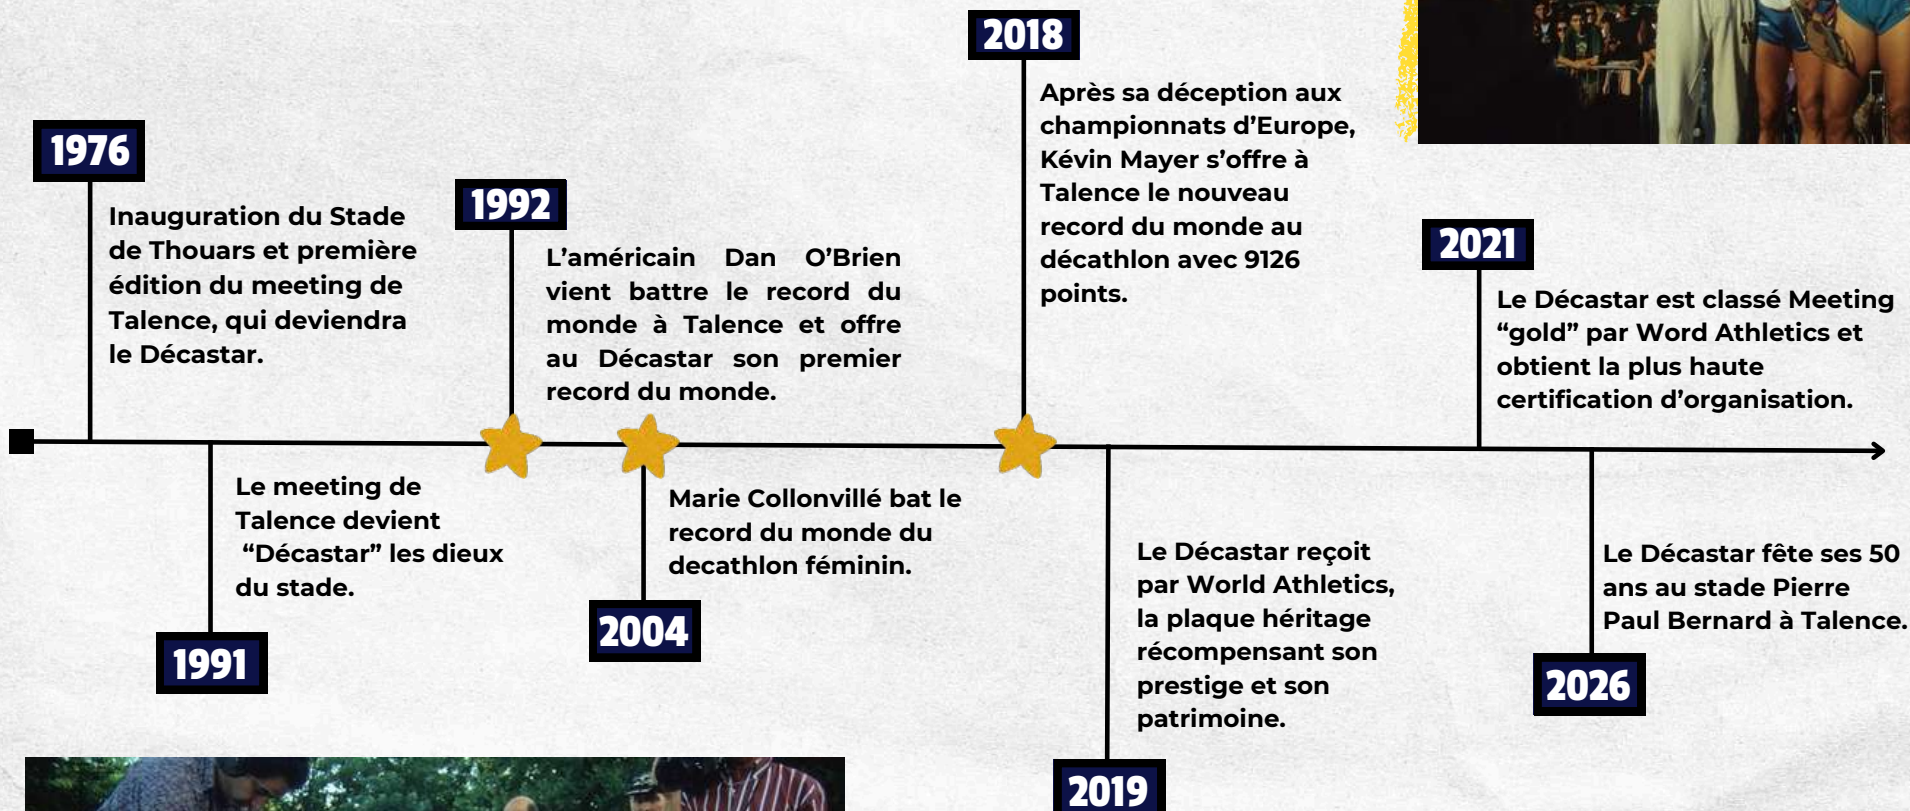 1976
Inauguration du Stade
de Thouars et première
édition du meeting de
Talence, qui deviendra
le Décastar.
1991
Le meeting de
Talence devient
“Décastar” les dieux
du stade.
1992
L’américain Dan O’Brien
vient battre le record du
monde à Talence et offre
au Décastar son premier
record du monde.
2004
Marie Collonvillé bat le
record du monde du
decathlon féminin.
2018
Après sa déception aux
championnats d’Europe,
Kévin Mayer s’offre à
Talence le nouveau
record du monde au
décathlon avec 9126
points.
2019
Le Décastar reçoit
par World Athletics,
la plaque héritage
récompensant son
prestige et son
patrimoine.
2021
Le Décastar est classé Meeting
“gold” par Word Athletics et
obtient la plus haute
certification d’organisation.
2026
Le Décastar fête ses 50
ans au stade Pierre
Paul Bernard à Talence.